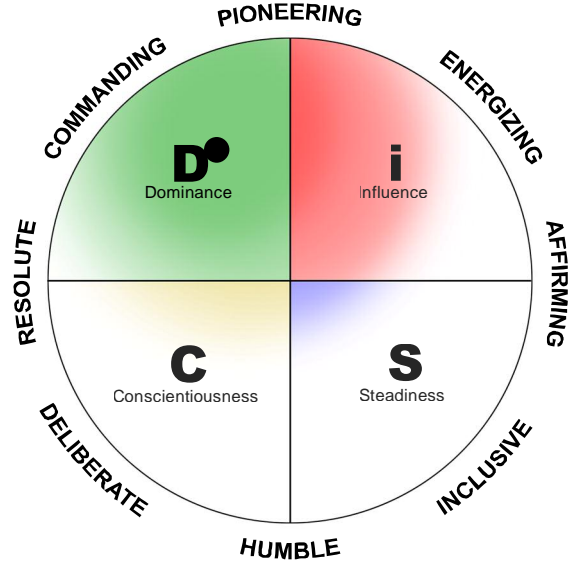 PIONEERING
COMMANDING
ENERGIZING
D
Dominance
i
Influence
RESOLUTE
AFFIRMING
C
Conscientiousness
S
Steadiness
DELIBERATE
INCLUSIVE
HUMBLE